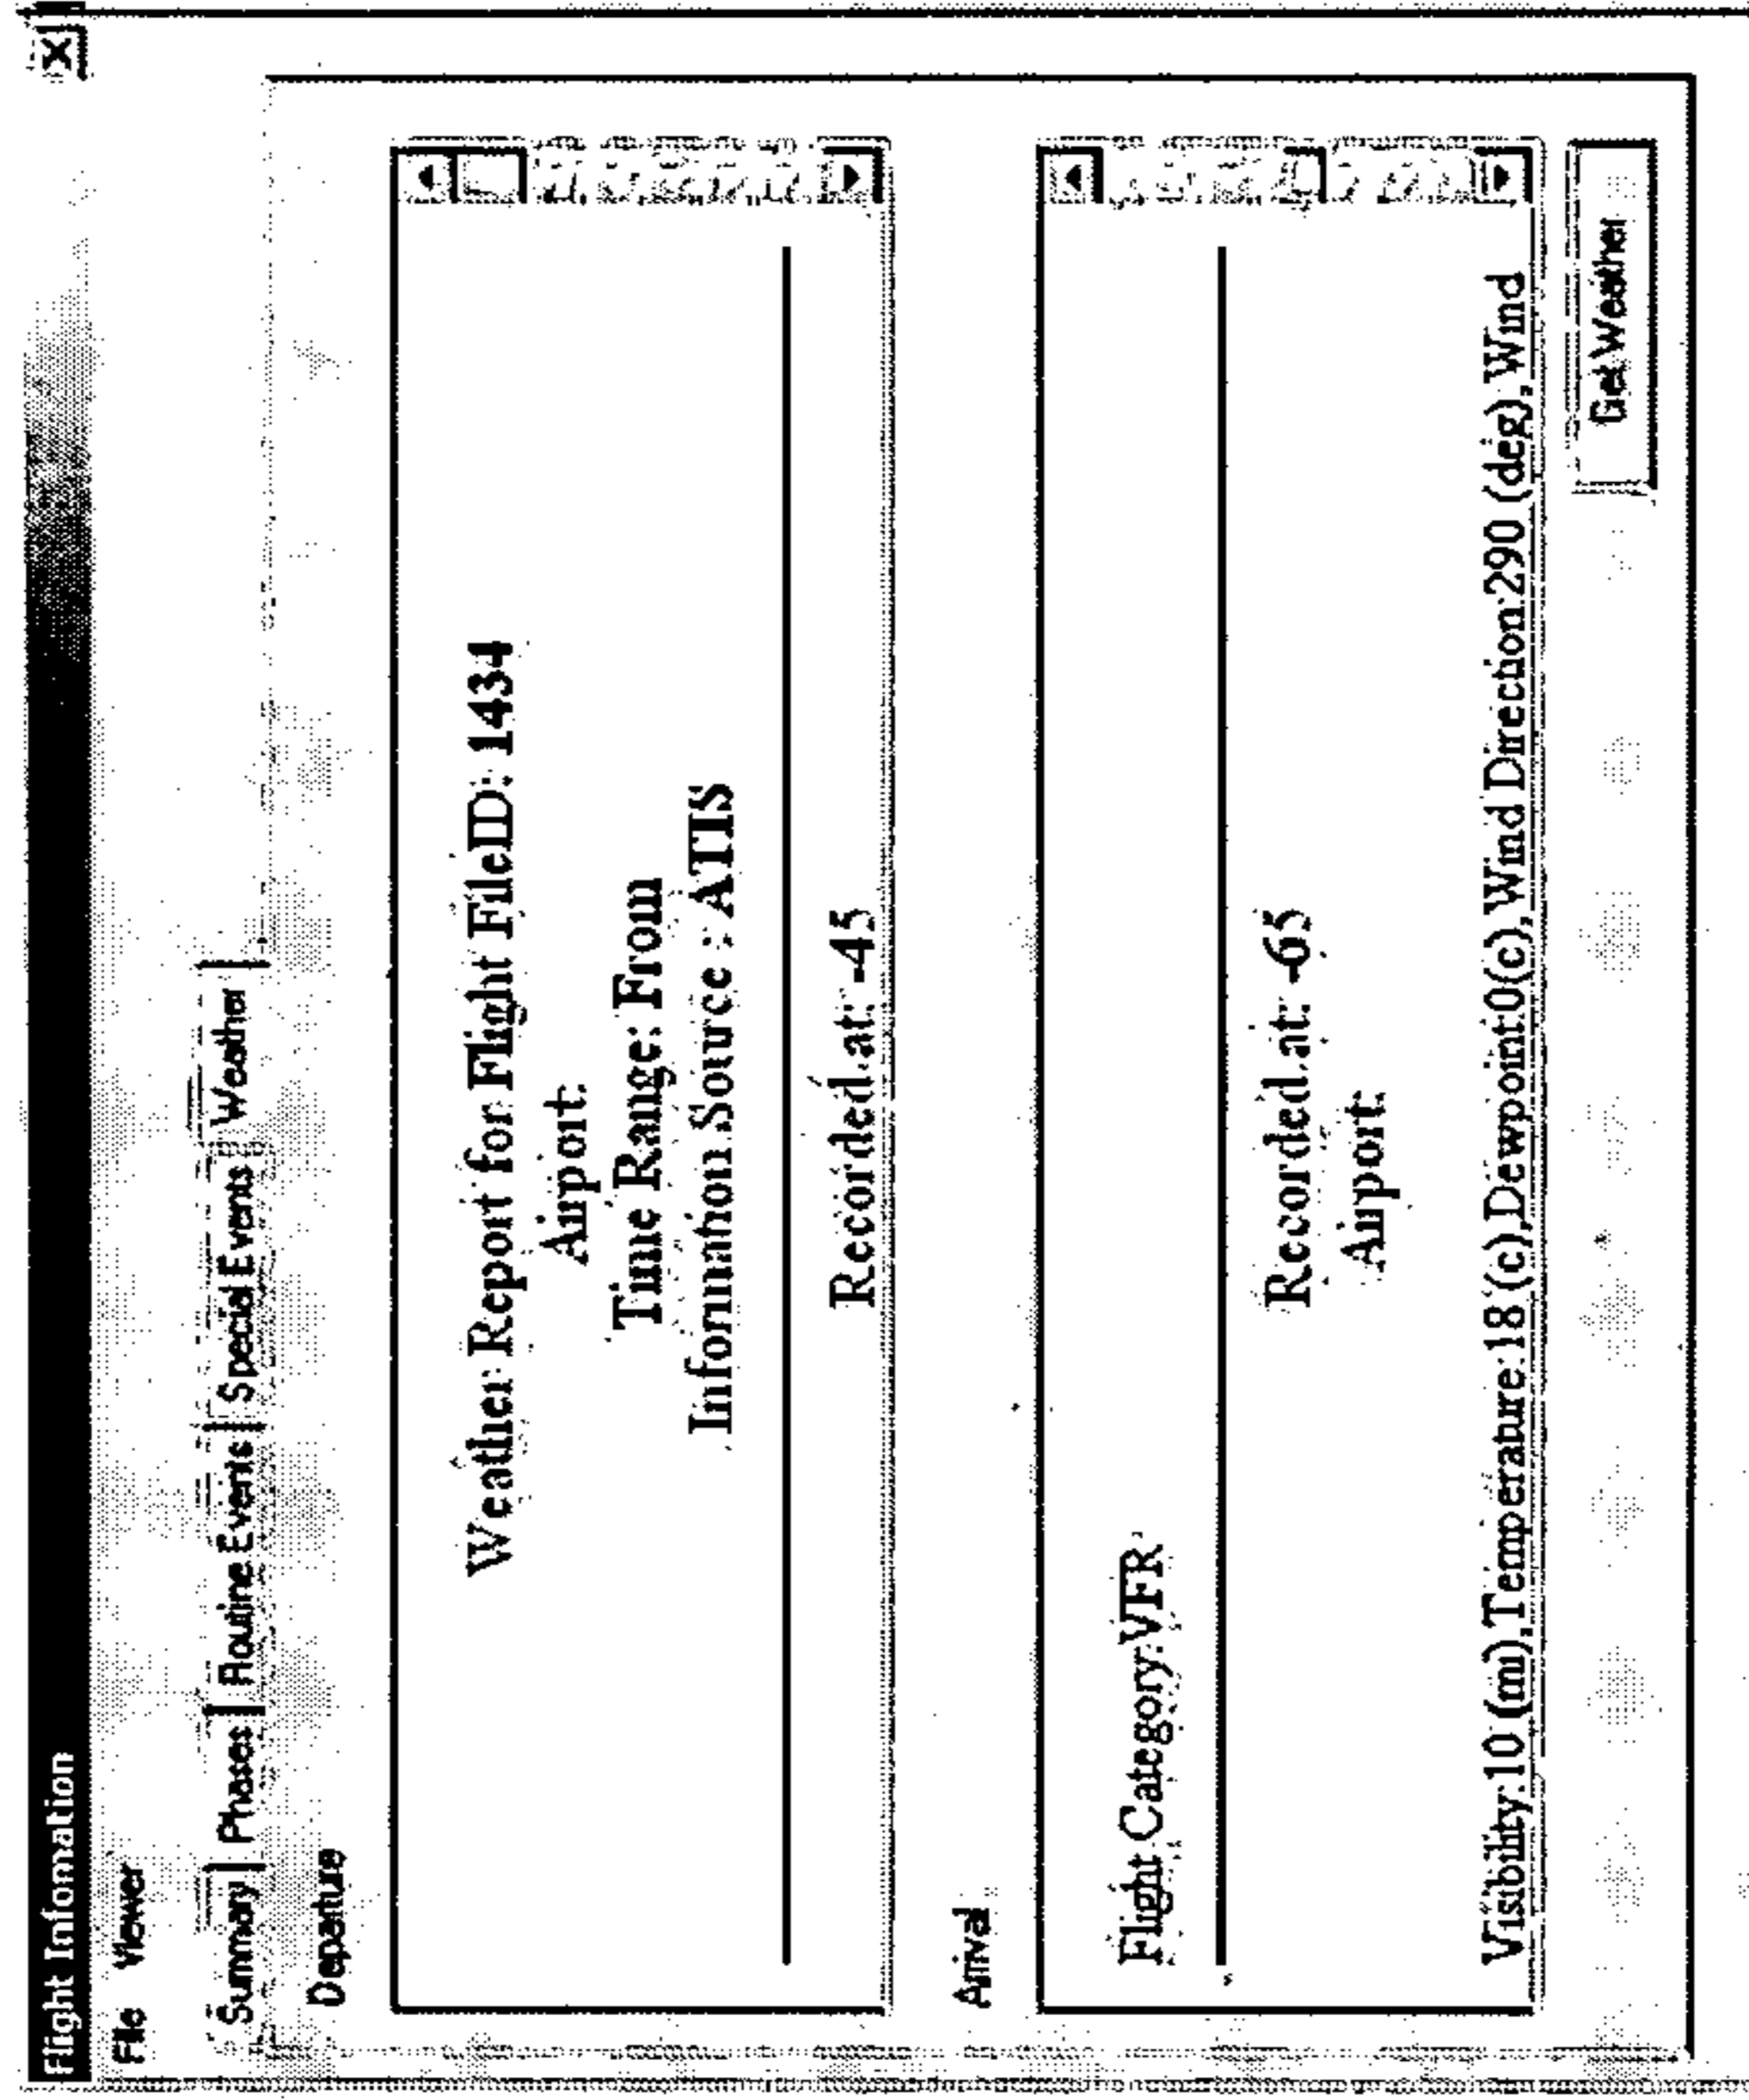 Flight Infomation
File Viewer
Summary Phases Routine Events Special Events Weather
Departure
Weather Report for Flight FileID: 1434
Airport:
Time Range: From
Information Source : ATIS
Recorded at: -45
Arrival
Flight Category:VFR
Recorded at: -65
Airport:
Visibility:10 (m),Temperature:18 (c),Dewpoint:0(c),Wind Direction:290 (deg),Wind
Get Weather